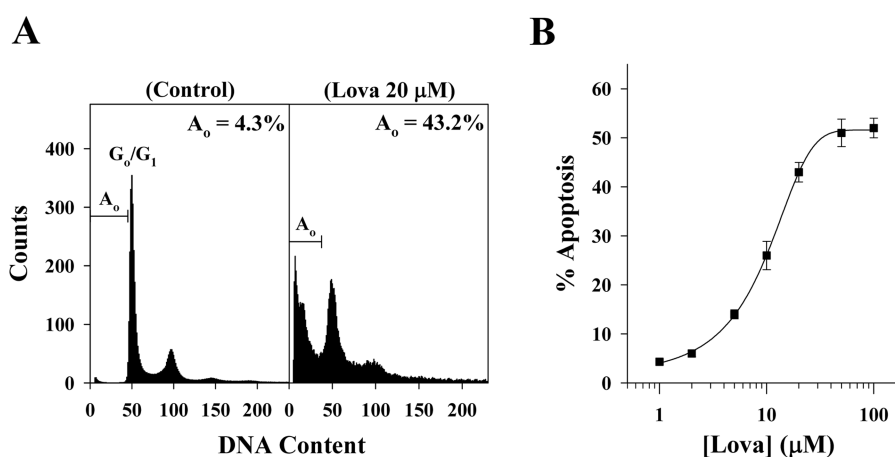 A
(Control)
(Lova 20 μM)
Aₒ = 4.3%
Aₒ = 43.2%
Gₒ/G₁
Aₒ
Aₒ
Counts
400
300
200
100
0
0 50 100 150 200
0 50 100 150 200
DNA Content
B
% Apoptosis
60
50
40
30
20
10
0
1 10 100
[Lova] (μM)